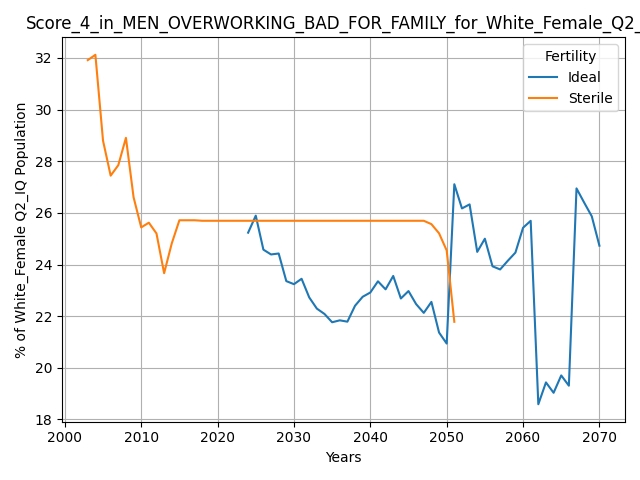 Score_4_in_MEN_OVERWORKING_BAD_FOR_FAMILY_for_White_Female_Q2_
Fertility
Ideal
Sterile
% of White_Female Q2_IQ Population
32
30
28
26
24
22
20
18
2000 2010 2020 2030 2040 2050 2060 2070
Years